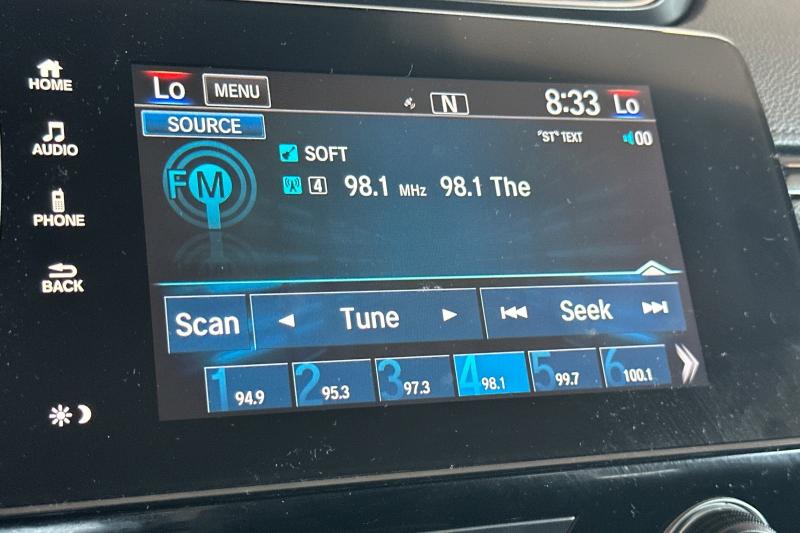 HOME
AUDIO
PHONE
BACK
Lo MENU N 8:33 Lo
SOURCE "ST" TEXT 00
FM SOFT
4 98.1 MHz 98.1 The
Scan Tune Seek
1 94.9 2 95.3 3 97.3 4 98.1 5 99.7 6 100.1